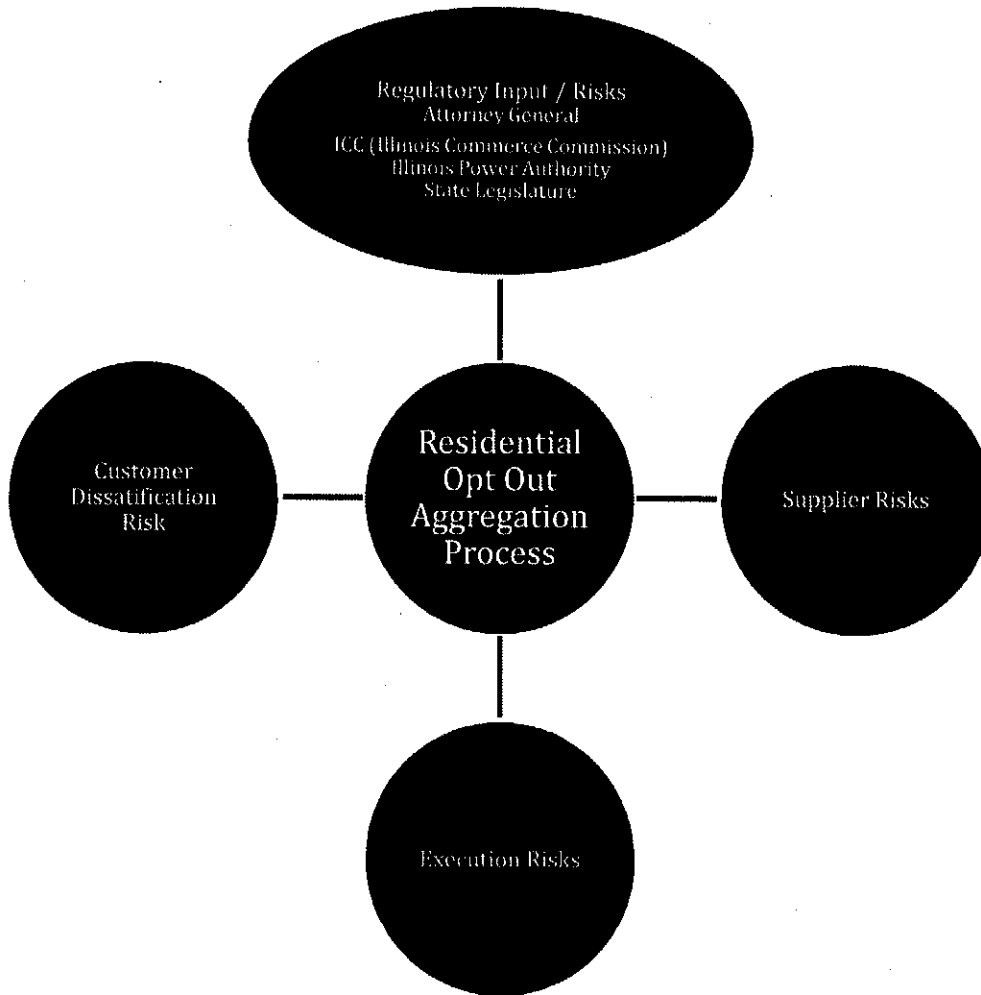 Regulatory Input / Risks
Attorney General
ICC (Illinois Commerce Commission)
Illinois Power Authority
State Legislature
Customer
Dissatification
Risk
Residential
Opt Out
Aggregation
Process
Supplier Risks
Execution Risks